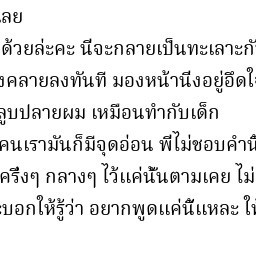 เลย
ด้วยล่ะคะ นี่จะกลายเป็นทะเลาะกั
งคลายลงทันที มองหน้านึ่งอยู่อึดใ
ลูบปลายผม เหมือนทำกับเด็ก
คนเรามันก็มีจุดอ่อน พี่ไม่ชอบคำนี้
ครึ่งๆ กลางๆ ไว้แค่นั้นตามเคย ไม่
บอกให้รู้ว่า อยากพูดแค่นี้แหละ ให้